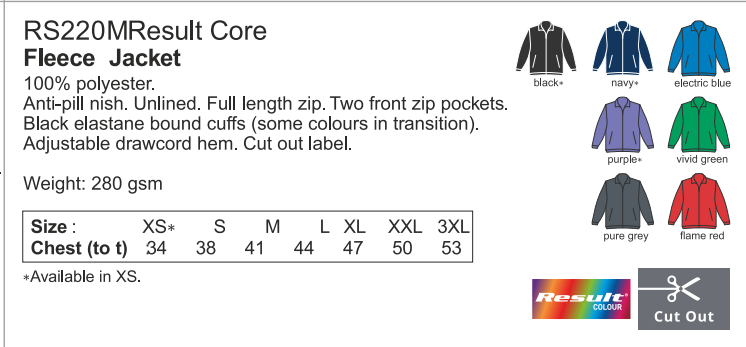 RS220MResult Core
Fleece Jacket
100% polyester.
Anti-pill nish. Unlined. Full length zip. Two front zip pockets.
Black elastane bound cuffs (some colours in transition).
Adjustable drawcord hem. Cut out label.
Weight: 280 gsm
Size : XS* S M L XL XXL 3XL
Chest (to t) 34 38 41 44 47 50 53
*Available in XS.
black* navy* electric blue
purple* vivid green
pure grey flame red
Result
COLOUR
Cut Out